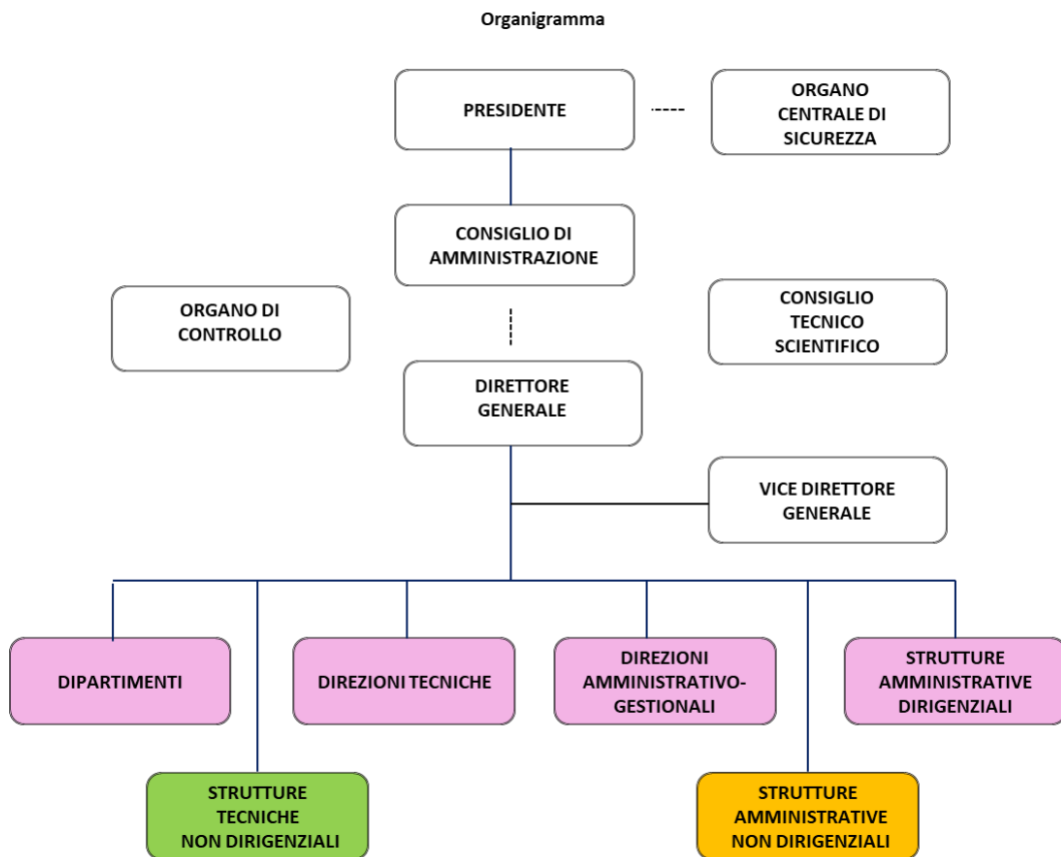 Organigramma
PRESIDENTE
ORGANO
CENTRALE DI
SICUREZZA
CONSIGLIO DI
AMMINISTRAZIONE
ORGANO DI
CONTROLLO
CONSIGLIO
TECNICO
SCIENTIFICO
DIRETTORE
GENERALE
VICE DIRETTORE
GENERALE
DIPARTIMENTI
DIREZIONI TECNICHE
DIREZIONI
AMMINISTRATIVO-
GESTIONALI
STRUTTURE
AMMINISTRATIVE
DIRIGENZIALI
STRUTTURE
TECNICHE
NON DIRIGENZIALI
STRUTTURE
AMMINISTRATIVE
NON DIRIGENZIALI